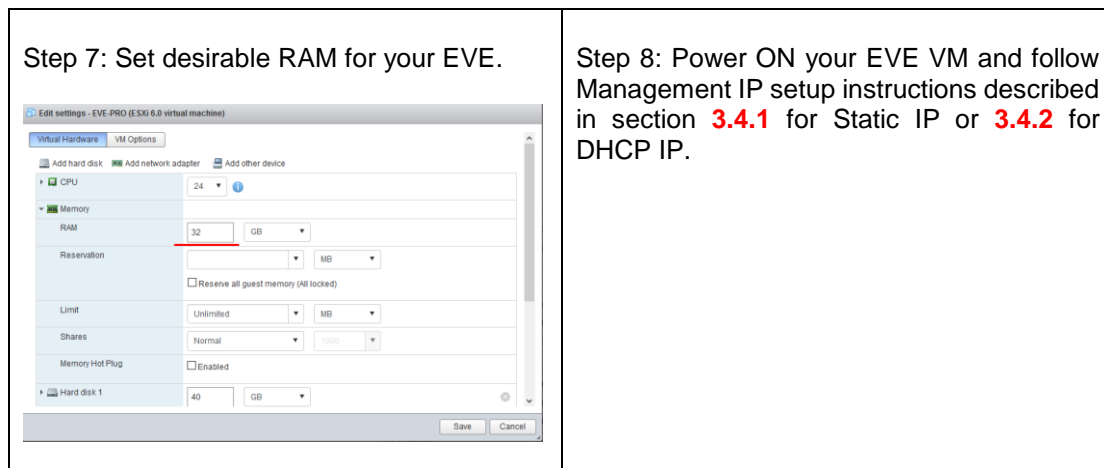 Step 7: Set desirable RAM for your EVE.
Edit settings - EVE-PRO (ESXi 6.0 virtual machine)
Virtual Hardware VM Options
Add hard disk Add network adapter Add other device
CPU 24
Memory
RAM 32 GB
Reservation MB
Reserve all guest memory (All locked)
Limit Unlimited MB
Shares Normal 1000
Memory Hot Plug Enabled
Hard disk 1 40 GB
Save Cancel
Step 8: Power ON your EVE VM and follow
Management IP setup instructions described
in section 3.4.1 for Static IP or 3.4.2 for
DHCP IP.